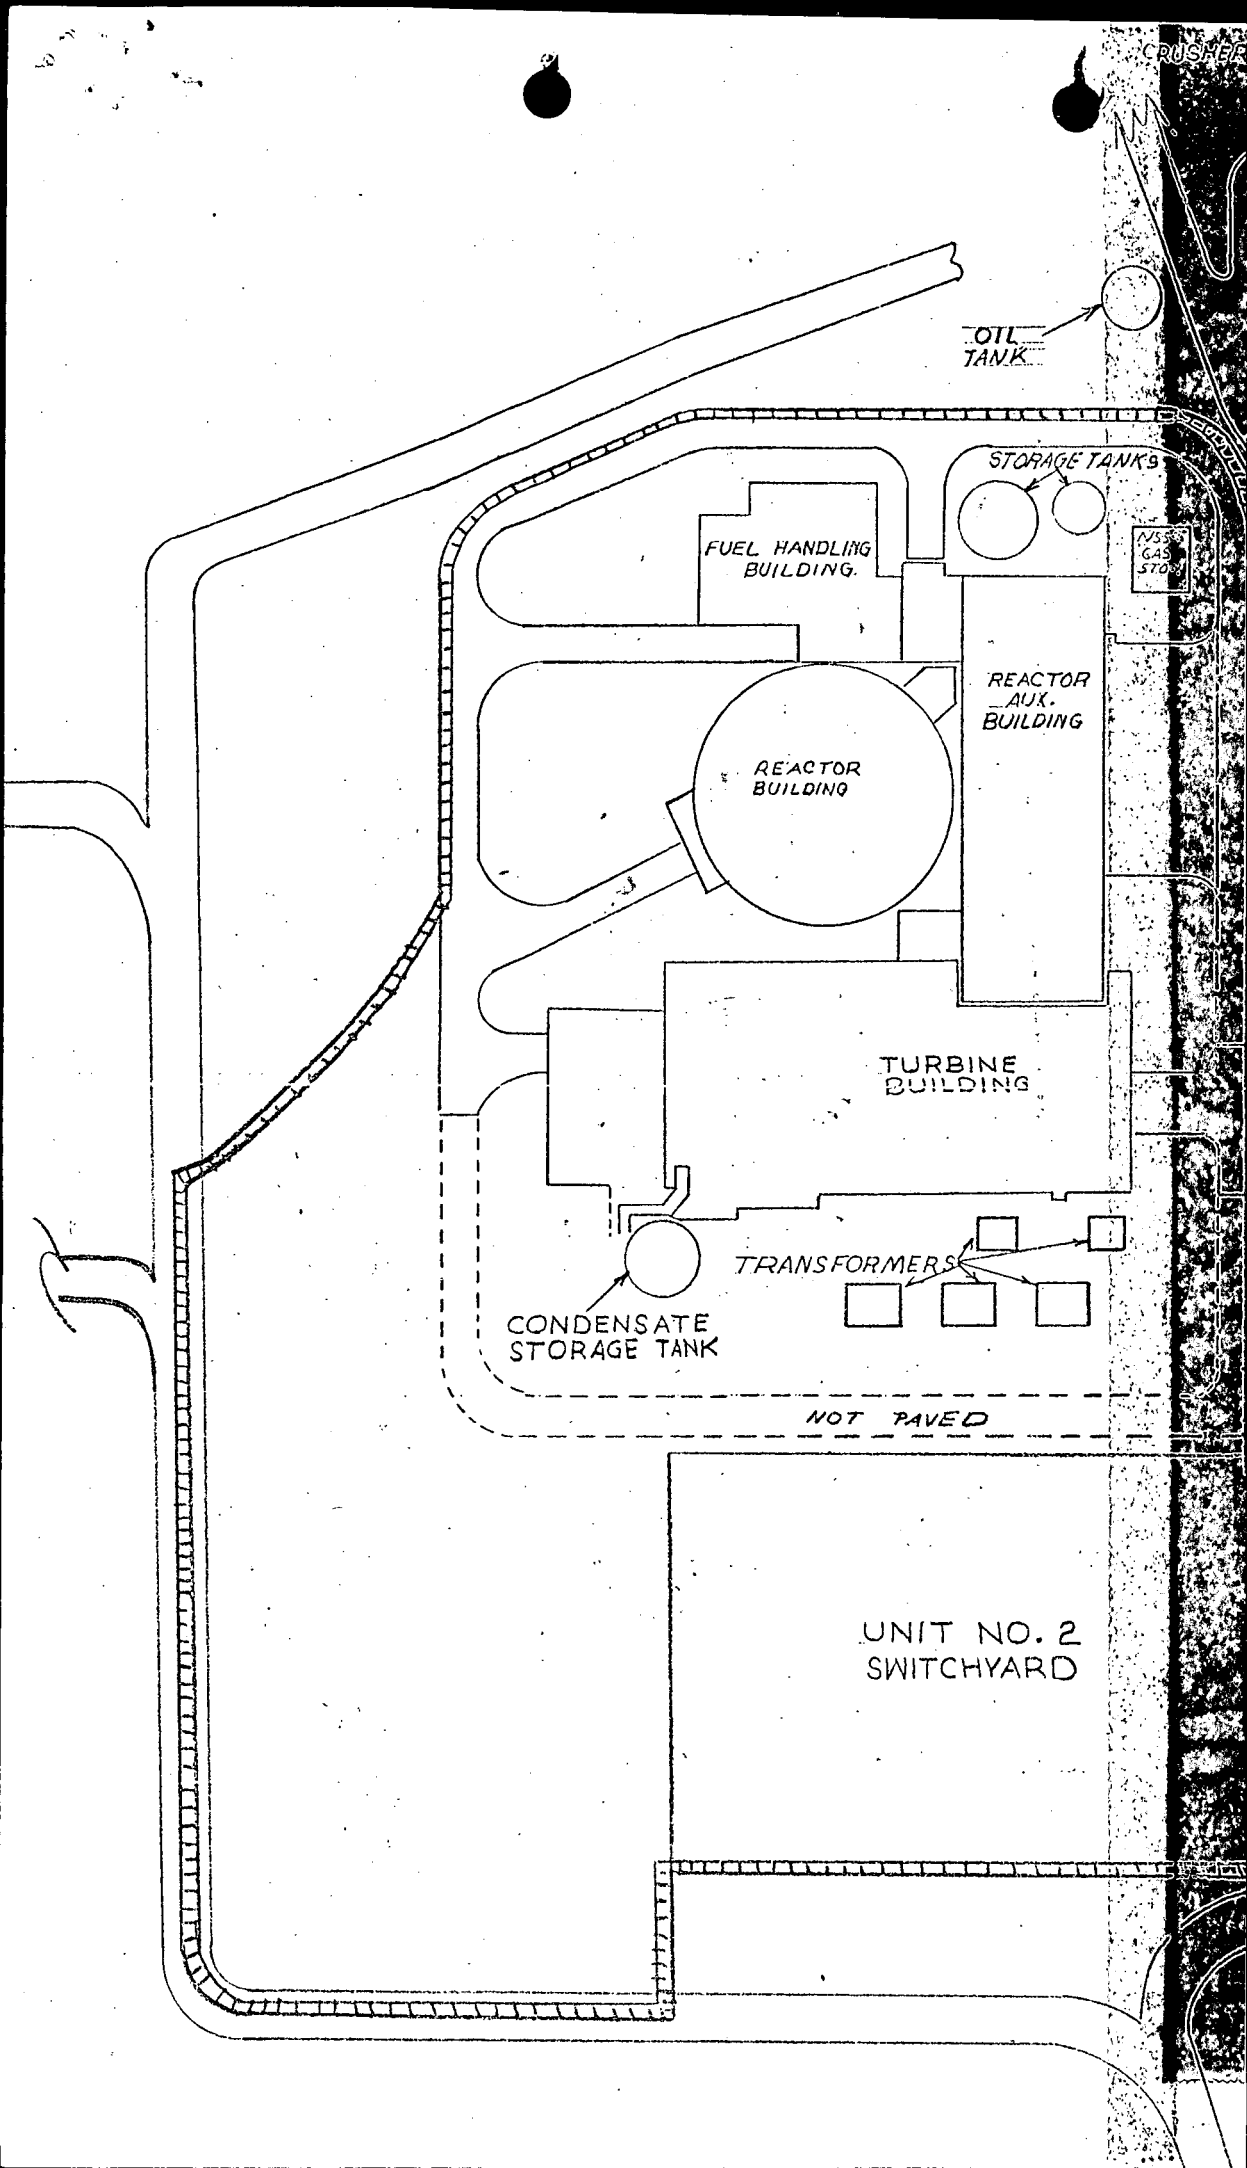 CRUSHER
OIL
TANK
STORAGE TANKS
FUEL HANDLING
BUILDING.
GAS
REACTOR
AUX.
BUILDING
REACTOR
BUILDING
TURBINE
BUILDING
TRANSFORMERS
CONDENSATE
STORAGE TANK
NOT PAVED
UNIT NO. 2
SWITCHYARD